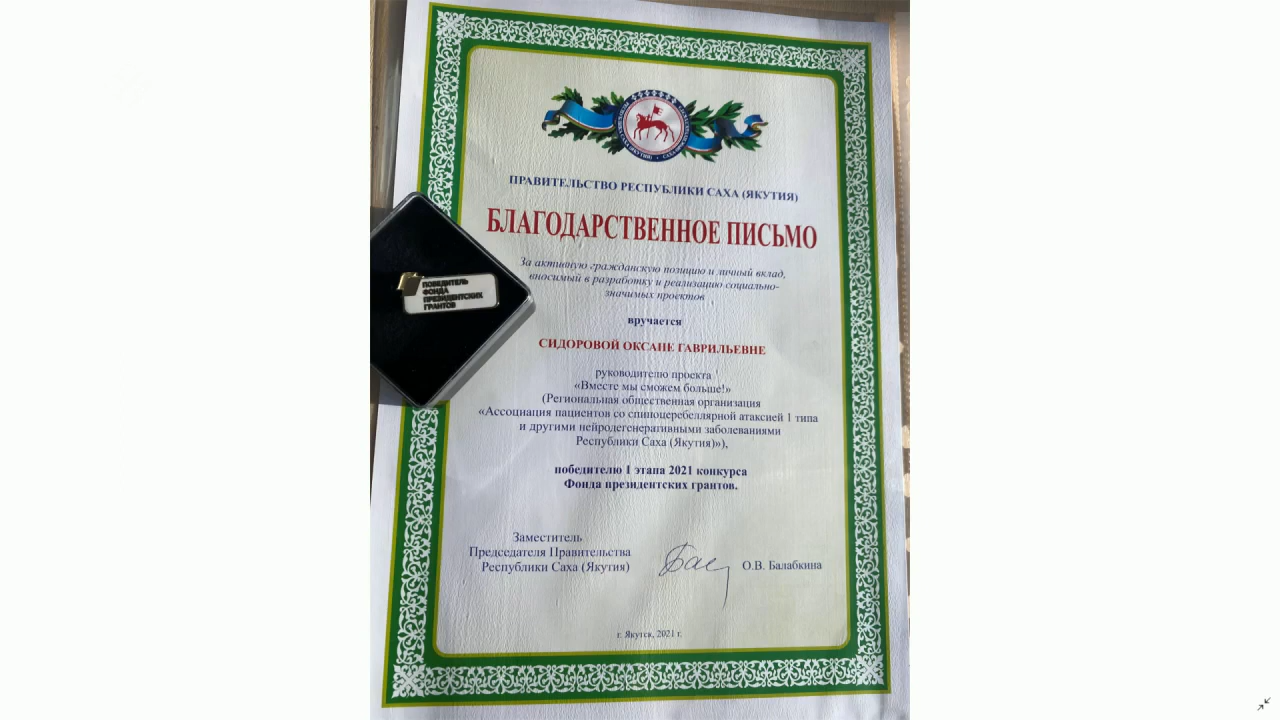 ПРАВИТЕЛЬСТВО РЕСПУБЛИКИ САХА (ЯКУТИЯ)
БЛАГОДАРСТВЕННОЕ ПИСЬМО
За активную гражданскую позицию и личный вклад,
вносимый в разработку и реализацию социально-
значимых проектов
вручается
СИДОРОВОЙ ОКСАНЕ ГАВРИЛЬЕВНЕ
руководителю проекта
«Вместе мы сможем больше!»
(Региональная общественная организация
«Ассоциация пациентов со спиноцеребеллярной атаксией 1 типа
и другими нейродегенеративными заболеваниями
Республики Саха (Якутия)»),
победителю 1 этапа 2021 конкурса
Фонда президентских грантов.
Заместитель
Председателя Правительства
Республики Саха (Якутия)
О.В. Балабкина
г. Якутск, 2021 г.
ПОБЕДИТЕЛЬ
ФОНДА
ПРЕЗИДЕНТСКИХ
ГРАНТОВ